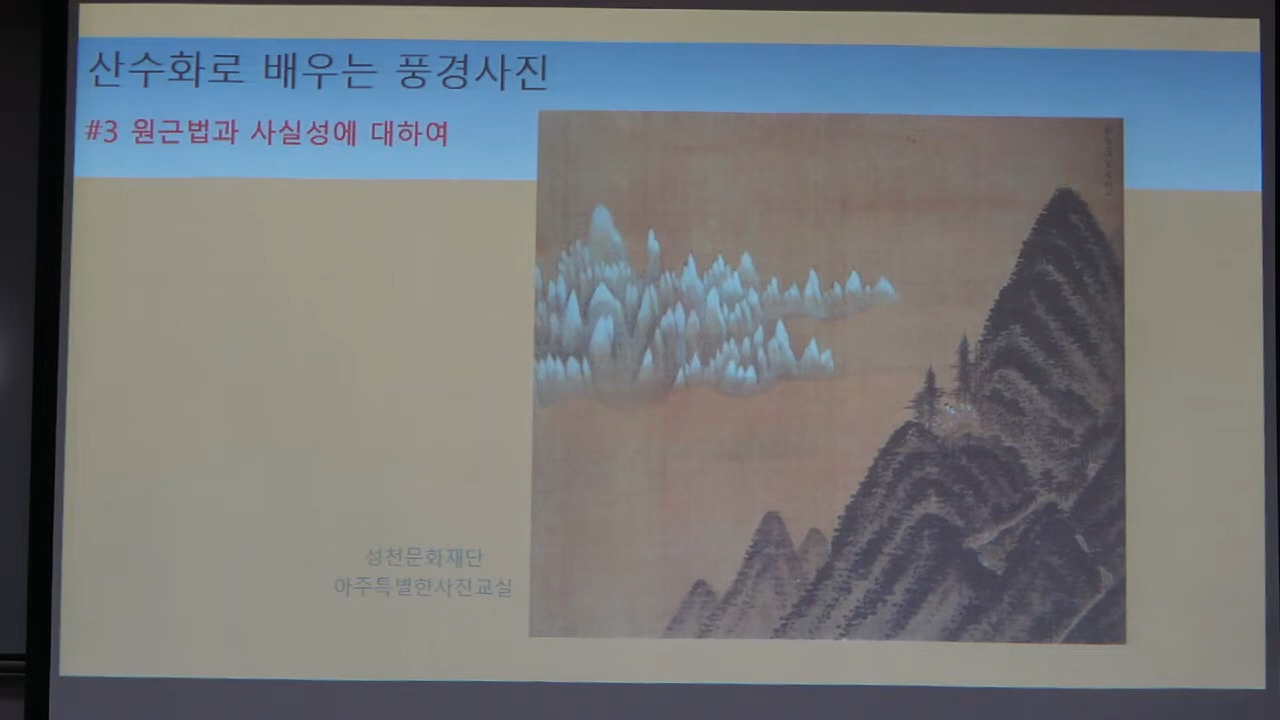 산수화로 배우는 풍경사진
#3 원근법과 사실성에 대하여
성천문화재단
아주특별한사진교실